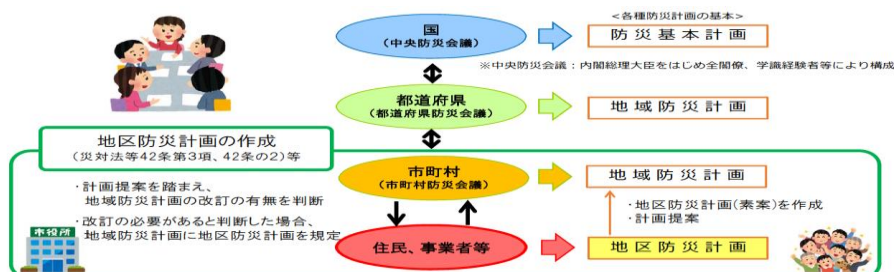 国
(中央防災会議)
<各種防災計画の基本>
防災基本計画
※中央防災会議：内閣総理大臣をはじめ全閣僚、学識経験者等により構成
都道府県
(都道府県防災会議)
地域防災計画
地区防災計画の作成
(災対法等42条第3項、42条の2)等
市町村
(市町村防災会議)
地域防災計画
・計画提案を踏まえ、
地域防災計画の改訂の有無を判断
・改訂の必要があると判断した場合、
地域防災計画に地区防災計画を規定
・地区防災計画(素案)を作成
・計画提案
市役所
住民、事業者等
地区防災計画